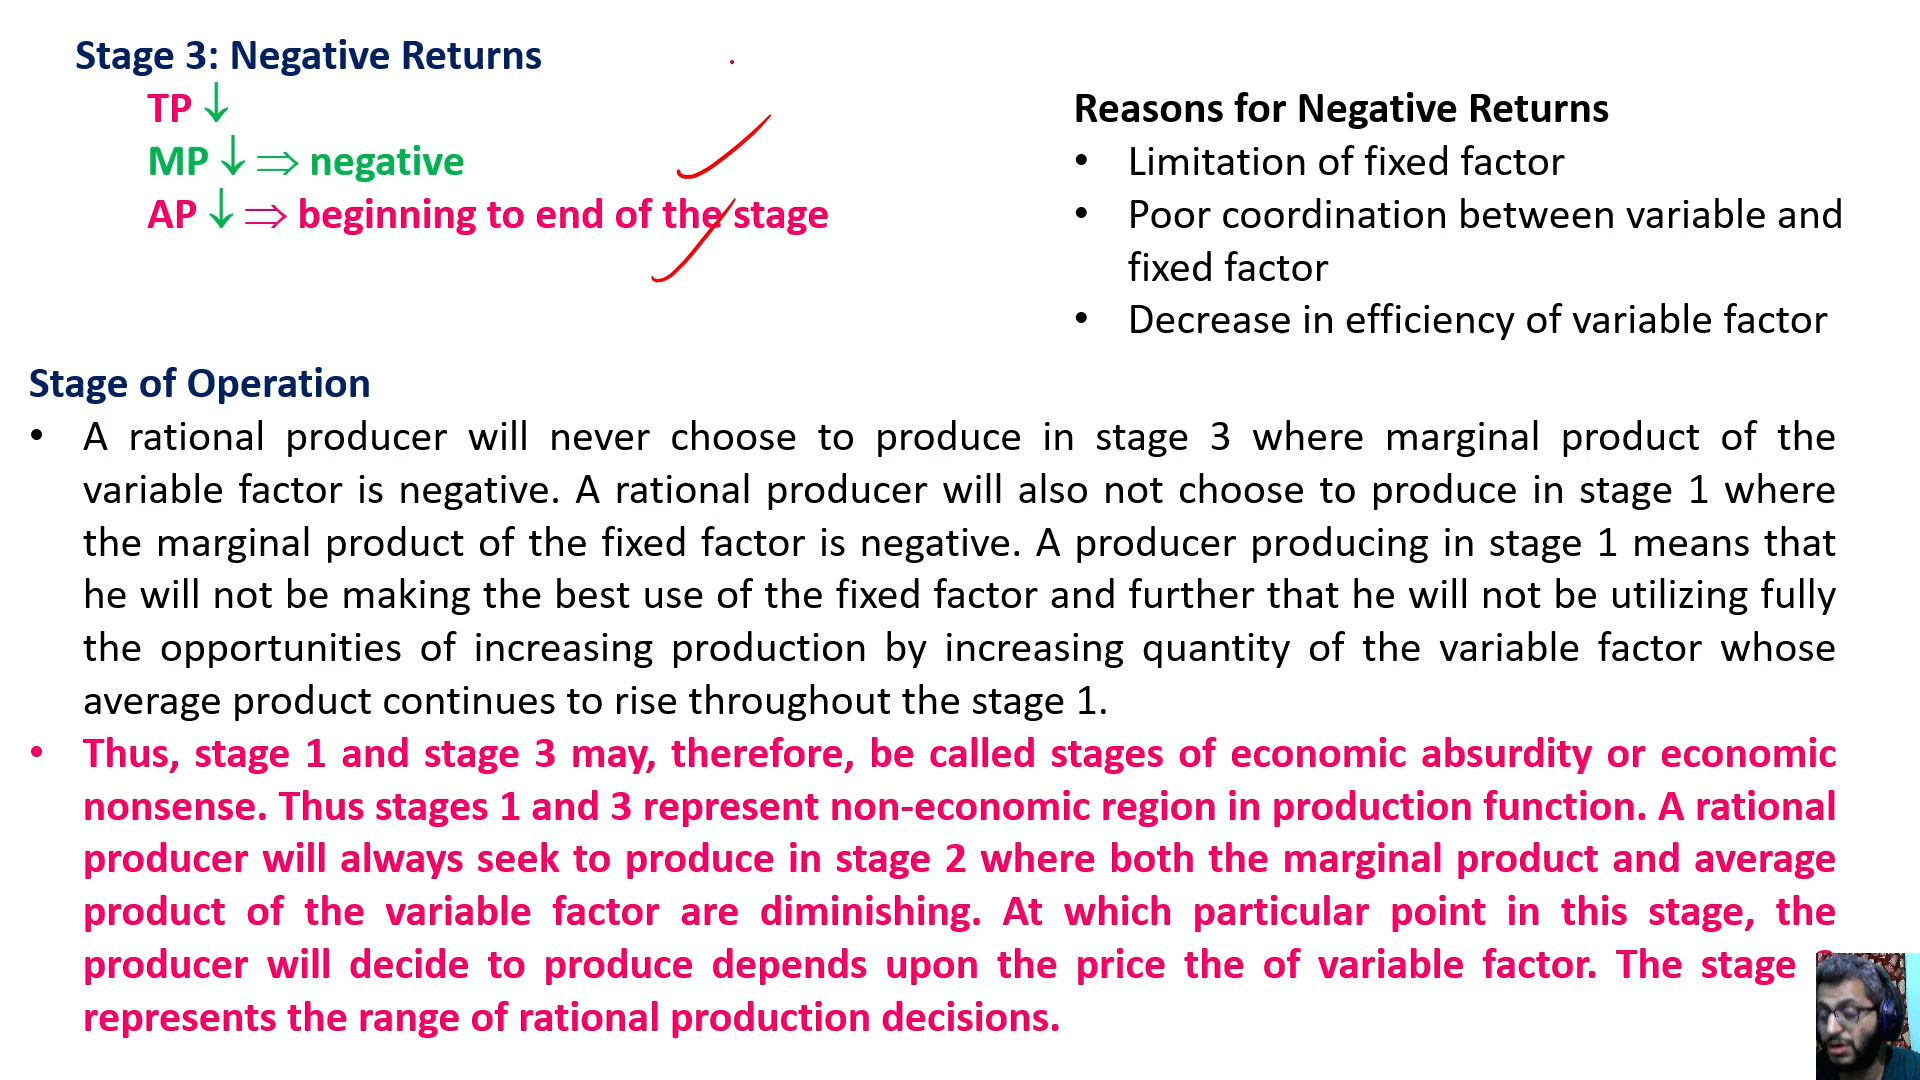 Stage 3: Negative Returns
TP ↓
MP ↓ ⇒ negative
AP ↓ ⇒ beginning to end of the stage
Reasons for Negative Returns
• Limitation of fixed factor
• Poor coordination between variable and
fixed factor
• Decrease in efficiency of variable factor
Stage of Operation
• A rational producer will never choose to produce in stage 3 where marginal product of the
variable factor is negative. A rational producer will also not choose to produce in stage 1 where
the marginal product of the fixed factor is negative. A producer producing in stage 1 means that
he will not be making the best use of the fixed factor and further that he will not be utilizing fully
the opportunities of increasing production by increasing quantity of the variable factor whose
average product continues to rise throughout the stage 1.
• Thus, stage 1 and stage 3 may, therefore, be called stages of economic absurdity or economic
nonsense. Thus stages 1 and 3 represent non-economic region in production function. A rational
producer will always seek to produce in stage 2 where both the marginal product and average
product of the variable factor are diminishing. At which particular point in this stage, the
producer will decide to produce depends upon the price the of variable factor. The stage
represents the range of rational production decisions.